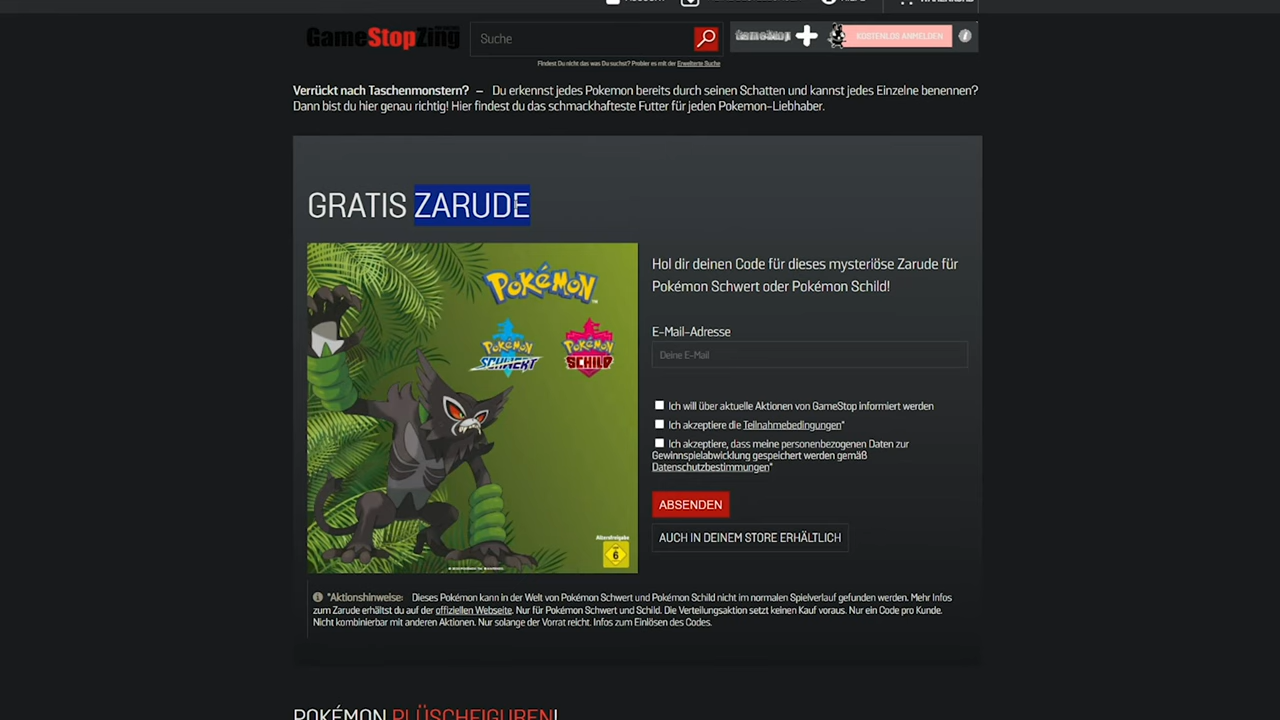 GameStopZing
Suche
KOSTENLOS ANMELDEN
Findest Du nicht das was Du suchst? Probier es mit der Erweiterte Suche
Verrückt nach Taschenmonstern? – Du erkennst jedes Pokemon bereits durch seinen Schatten und kannst jedes Einzelne benennen?
Dann bist du hier genau richtig! Hier findest du das schmackhafteste Futter für jeden Pokemon-Liebhaber.
GRATIS ZARUDE
POKéMON
POKéMON SCHWERT
POKéMON SCHILD
Altersfreigabe
6
Hol dir deinen Code für dieses mysteriöse Zarude für
Pokémon Schwert oder Pokémon Schild!
E-Mail-Adresse
Deine E-Mail
Ich will über aktuelle Aktionen von GameStop informiert werden
Ich akzeptiere die Teilnahmebedingungen*
Ich akzeptiere, dass meine personenbezogenen Daten zur
Gewinnspielabwicklung gespeichert werden gemäß
Datenschutzbestimmungen*
ABSENDEN
AUCH IN DEINEM STORE ERHÄLTLICH
*Aktionshinweise: Dieses Pokémon kann in der Welt von Pokémon Schwert und Pokémon Schild nicht im normalen Spielverlauf gefunden werden. Mehr Infos
zum Zarude erhältst du auf der offiziellen Webseite. Nur für Pokémon Schwert und Schild. Die Verteilungsaktion setzt keinen Kauf voraus. Nur ein Code pro Kunde.
Nicht kombinierbar mit anderen Aktionen. Nur solange der Vorrat reicht. Infos zum Einlösen des Codes.
POKÉMON PLÜSCHFIGUREN!